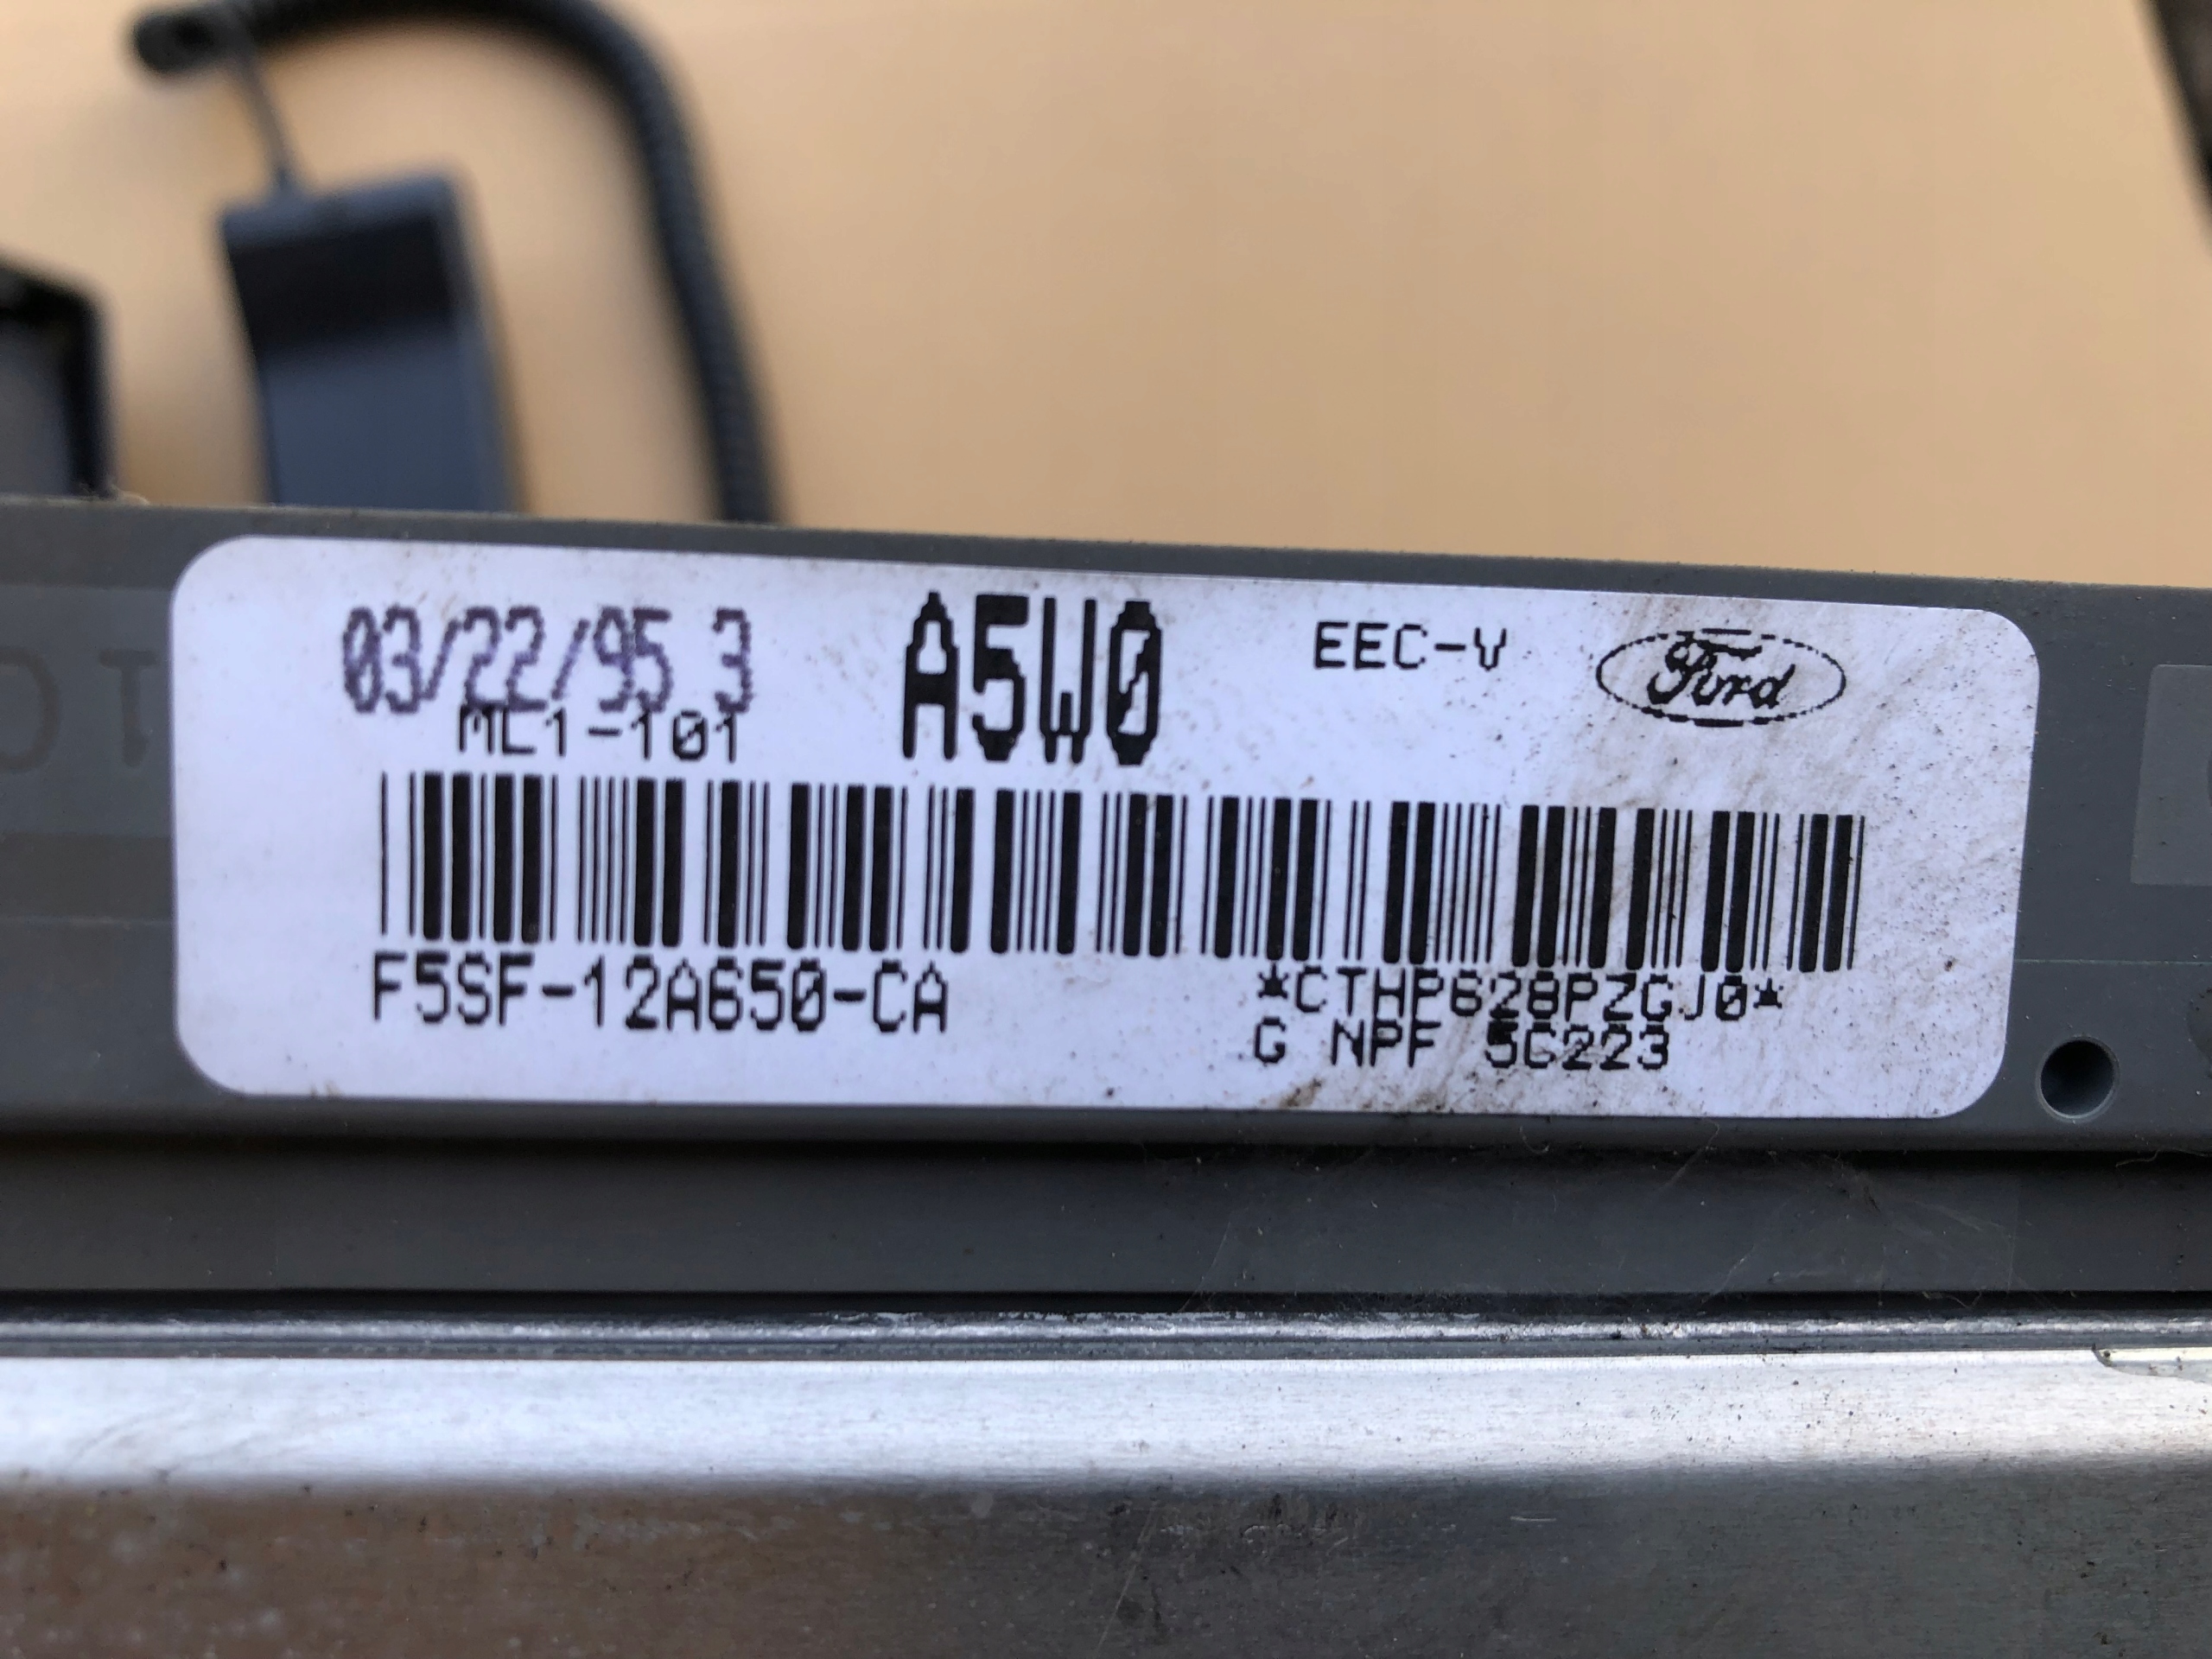 03/22/95 3
ML1-101
A5W0
EEC-V
Ford
F5SF-12A650-CA
*CTHP628PZGJ0*
G NPF 5C223